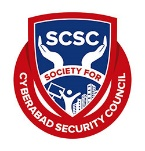 SCSC
SOCIETY FOR
CYBERABAD SECURITY COUNCIL